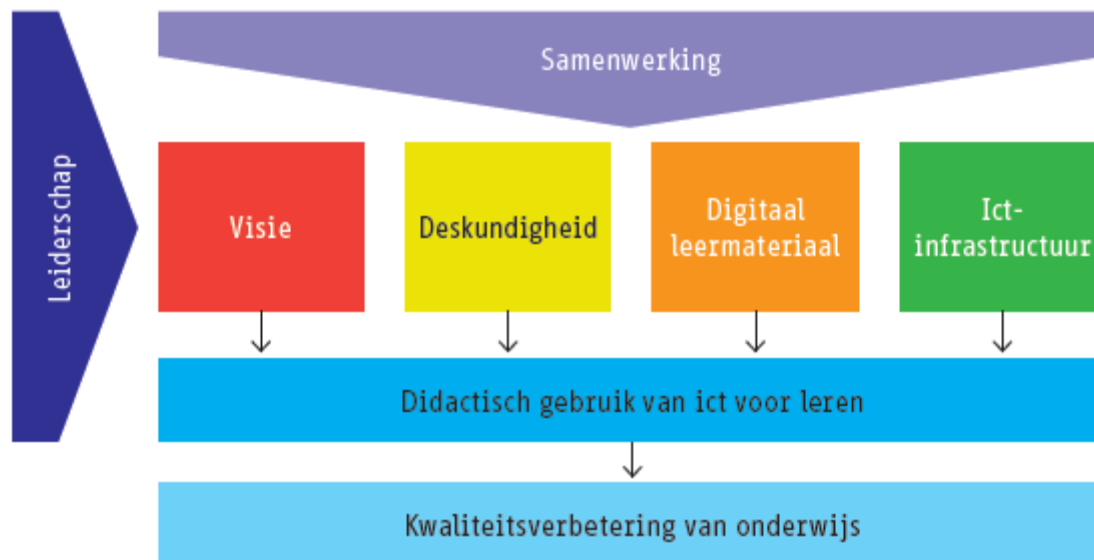 Leiderschap
Samenwerking
Visie
Deskundigheid
Digitaal
leermateriaal
Ict-
infrastructuur
Didactisch gebruik van ict voor leren
Kwaliteitsverbetering van onderwijs